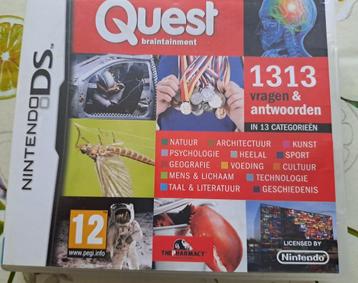 Quest
braintainment
NINTENDO DS
1313
vragen &
antwoorden
IN 13 CATEGORIEËN
NATUUR ARCHITECTUUR KUNST
PSYCHOLOGIE HEELAL SPORT
GEOGRAFIE VOEDING CULTUUR
MENS & LICHAAM TECHNOLOGIE
TAAL & LITERATUUR GESCHIEDENIS
12
www.pegi.info
THE PHARMACY
LICENSED BY
Nintendo